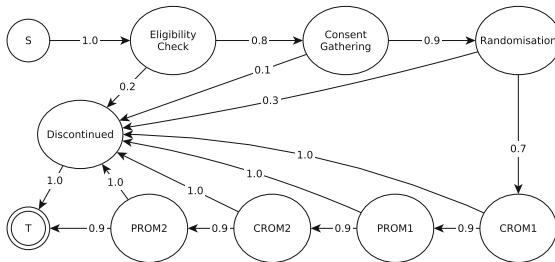 S
1.0
Eligibility
Check
0.8
Consent
Gathering
0.9
Randomisation
0.2
0.1
0.3
Discontinued
0.7
1.0
1.0
1.0
1.0
1.0
T
0.9
PROM2
0.9
CROM2
0.9
PROM1
0.9
CROM1